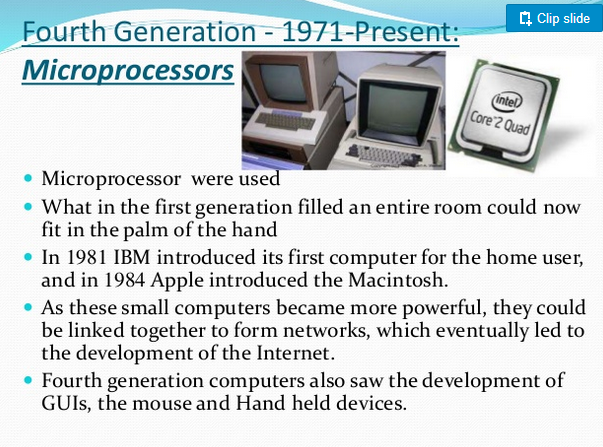 Clip slide
Fourth Generation - 1971-Present:
Microprocessors
intel
Core™2 Quad
Microprocessor were used
What in the first generation filled an entire room could now
fit in the palm of the hand
In 1981 IBM introduced its first computer for the home user,
and in 1984 Apple introduced the Macintosh.
As these small computers became more powerful, they could
be linked together to form networks, which eventually led to
the development of the Internet.
Fourth generation computers also saw the development of
GUIs, the mouse and Hand held devices.